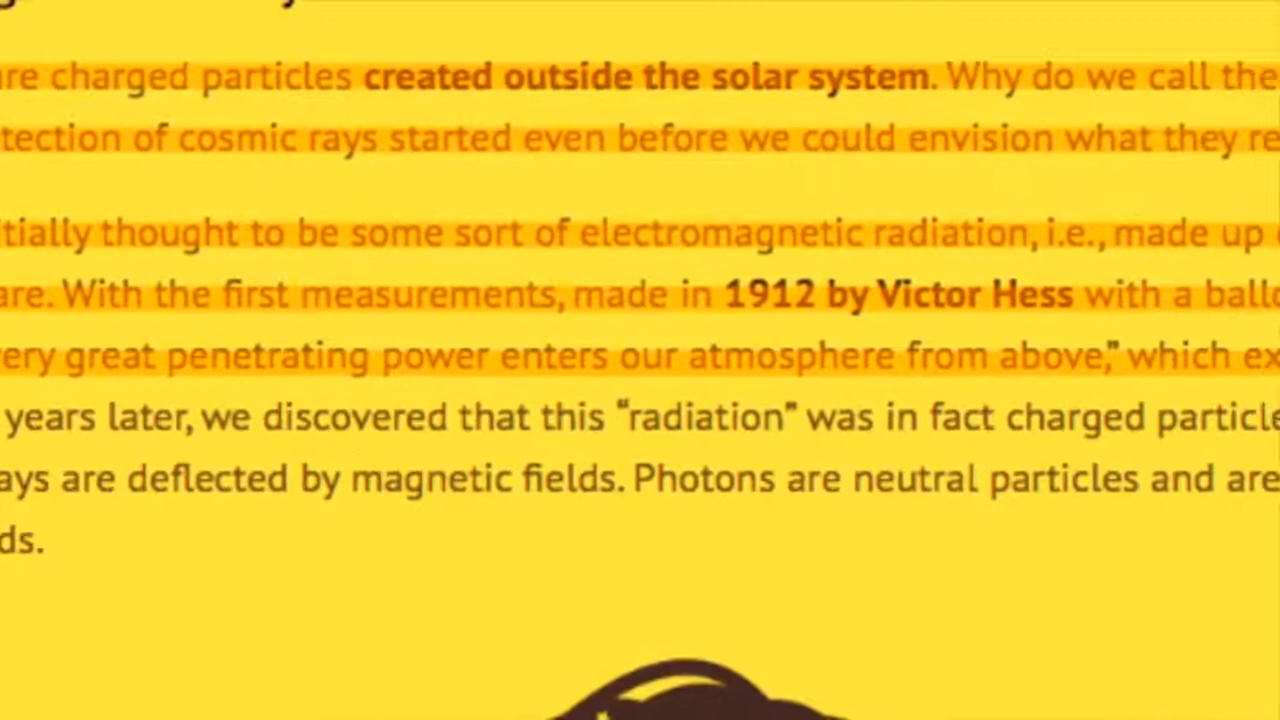 are charged particles created outside the solar system. Why do we call the
tection of cosmic rays started even before we could envision what they re
itially thought to be some sort of electromagnetic radiation, i.e., made up
are. With the first measurements, made in 1912 by Victor Hess with a ballo
very great penetrating power enters our atmosphere from above,” which ex
years later, we discovered that this “radiation” was in fact charged particle
ays are deflected by magnetic fields. Photons are neutral particles and are
ds.